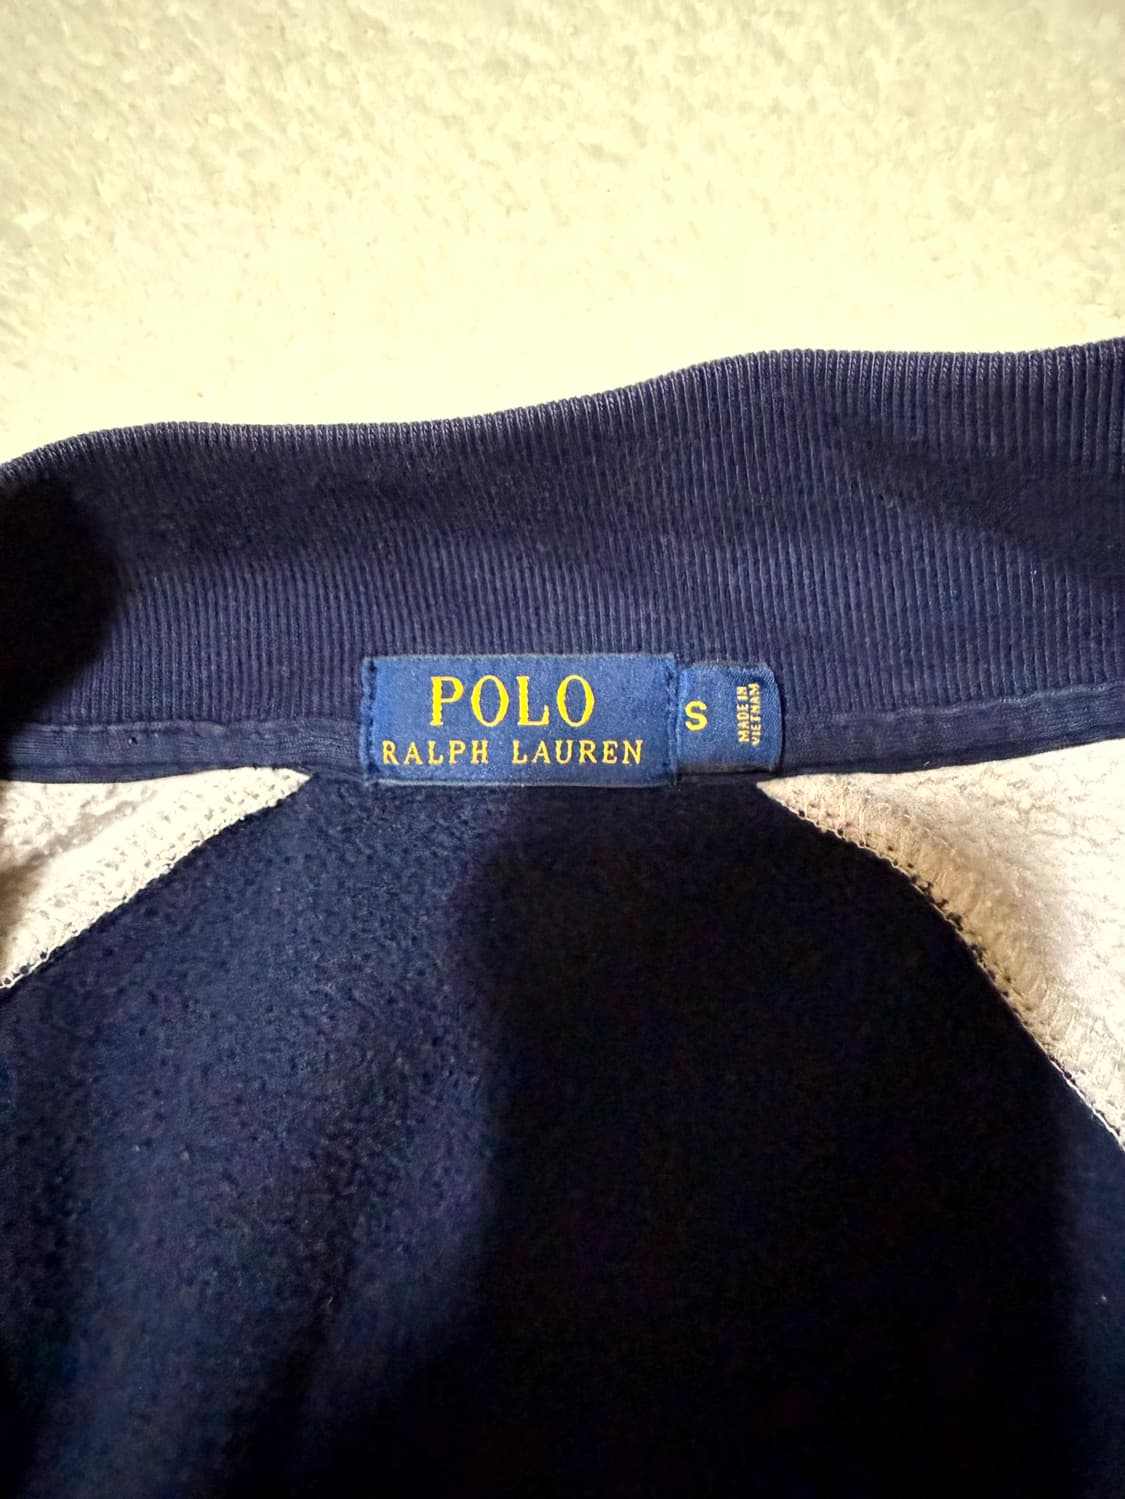 POLO
RALPH LAUREN
S
MADE IN
VIETNAM